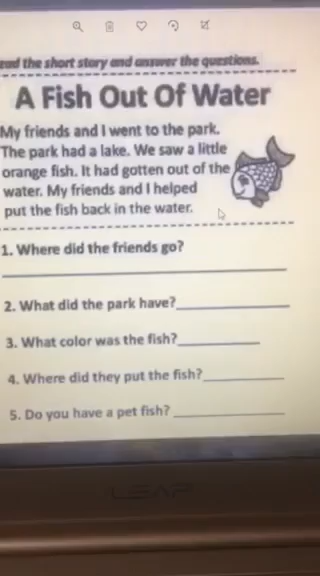 ead the short story and answer the questions.
A Fish Out Of Water
My friends and I went to the park.
The park had a lake. We saw a little
orange fish. It had gotten out of the
water. My friends and I helped
put the fish back in the water.
1. Where did the friends go?
2. What did the park have?
3. What color was the fish?
4. Where did they put the fish?
5. Do you have a pet fish?
LEAP